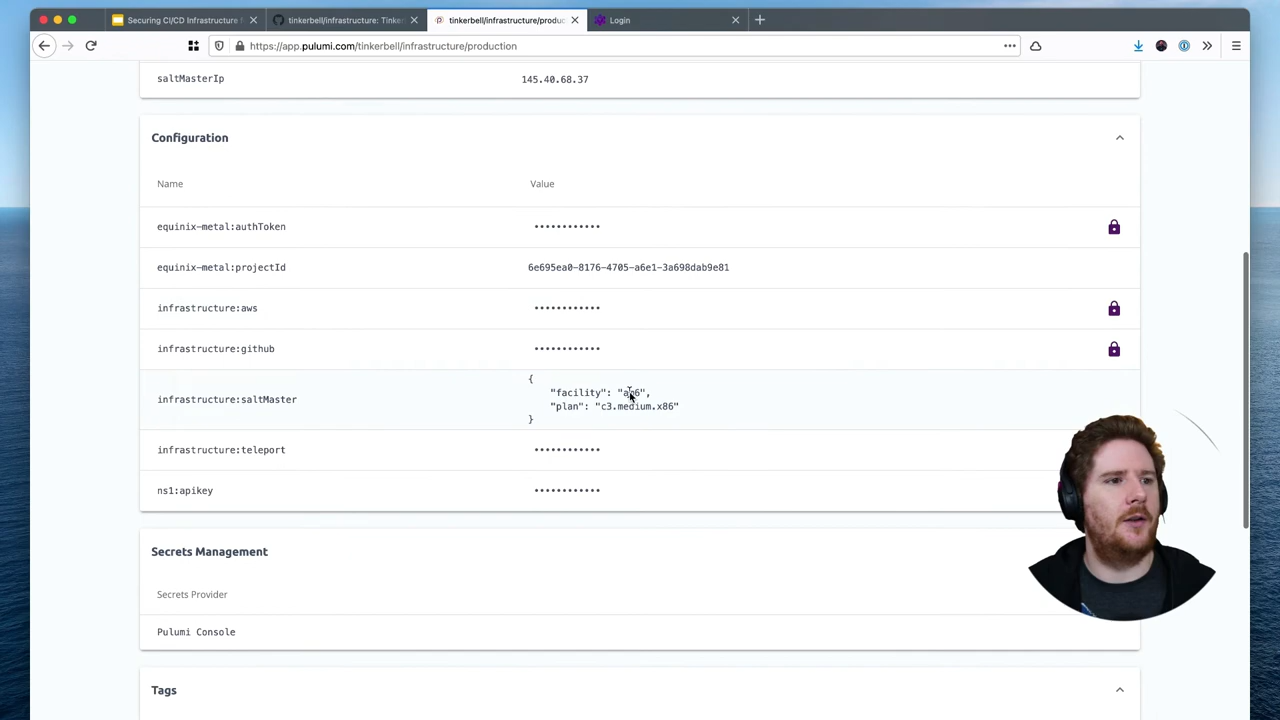 Securing CI/CD Infrastructure
tinkerbell/infrastructure: Tinker
tinkerbell/infrastructure/produc
Login
https://app.pulumi.com/tinkerbell/infrastructure/production
saltMasterIp 145.40.68.37
Configuration
Name Value
equinix-metal:authToken ••••••••••••
equinix-metal:projectId 6e695ea0-8176-4705-a6e1-3a698dab9e81
infrastructure:aws ••••••••••••
infrastructure:github ••••••••••••
{
"facility":
infrastructure:saltMaster
"plan": "c3.medium.x86"
}
infrastructure:teleport ••••••••••••
ns1:apikey ••••••••••••
Secrets Management
Secrets Provider
Pulumi Console
Tags